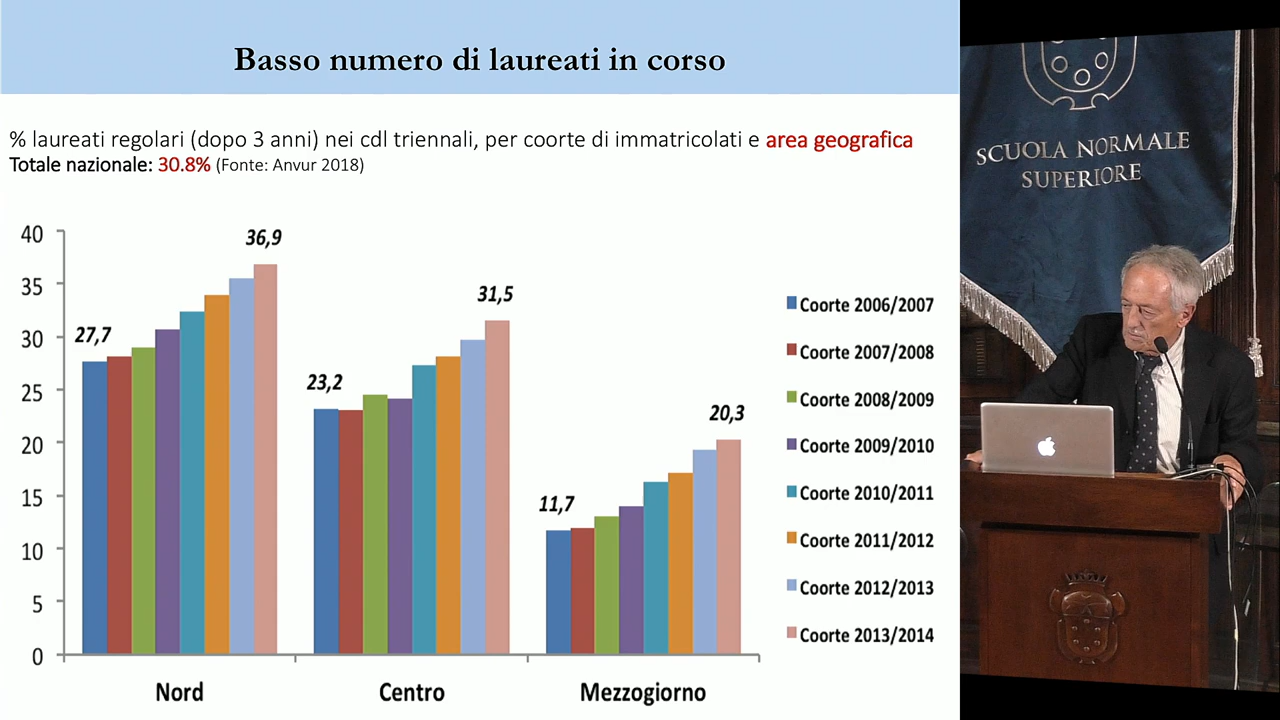 Basso numero di laureati in corso
% laureati regolari (dopo 3 anni) nei cdl triennali, per coorte di immatricolati e area geografica
Totale nazionale: 30.8% (Fonte: Anvur 2018)
40
35
30
25
20
15
10
5
0
27,7
36,9
23,2
31,5
11,7
20,3
Nord
Centro
Mezzogiorno
Coorte 2006/2007
Coorte 2007/2008
Coorte 2008/2009
Coorte 2009/2010
Coorte 2010/2011
Coorte 2011/2012
Coorte 2012/2013
Coorte 2013/2014
SCUOLA NORMALE
SUPERIORE